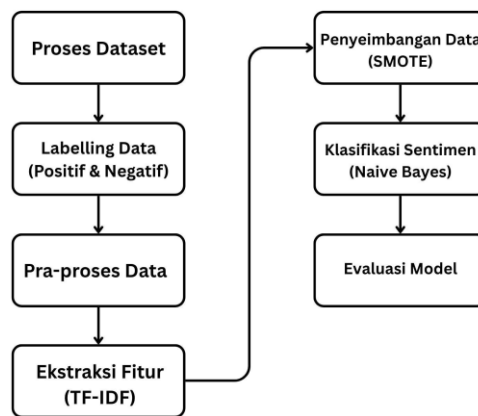 Proses Dataset
Labelling Data
(Positif & Negatif)
Pra-proses Data
Ekstraksi Fitur
(TF-IDF)
Penyeimbangan Data
(SMOTE)
Klasifikasi Sentimen
(Naive Bayes)
Evaluasi Model